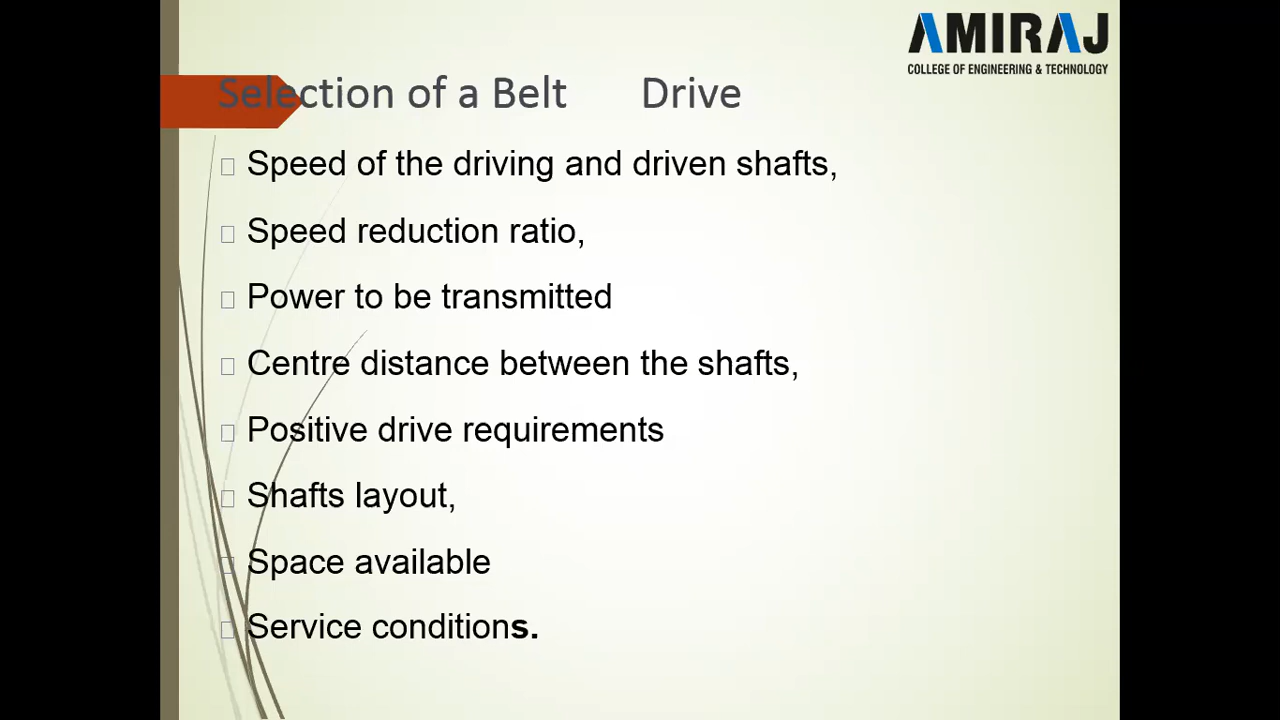 AMIRAJ
COLLEGE OF ENGINEERING & TECHNOLOGY
Selection of a Belt Drive
Speed of the driving and driven shafts,
Speed reduction ratio,
Power to be transmitted
Centre distance between the shafts,
Positive drive requirements
Shafts layout,
Space available
Service conditions.